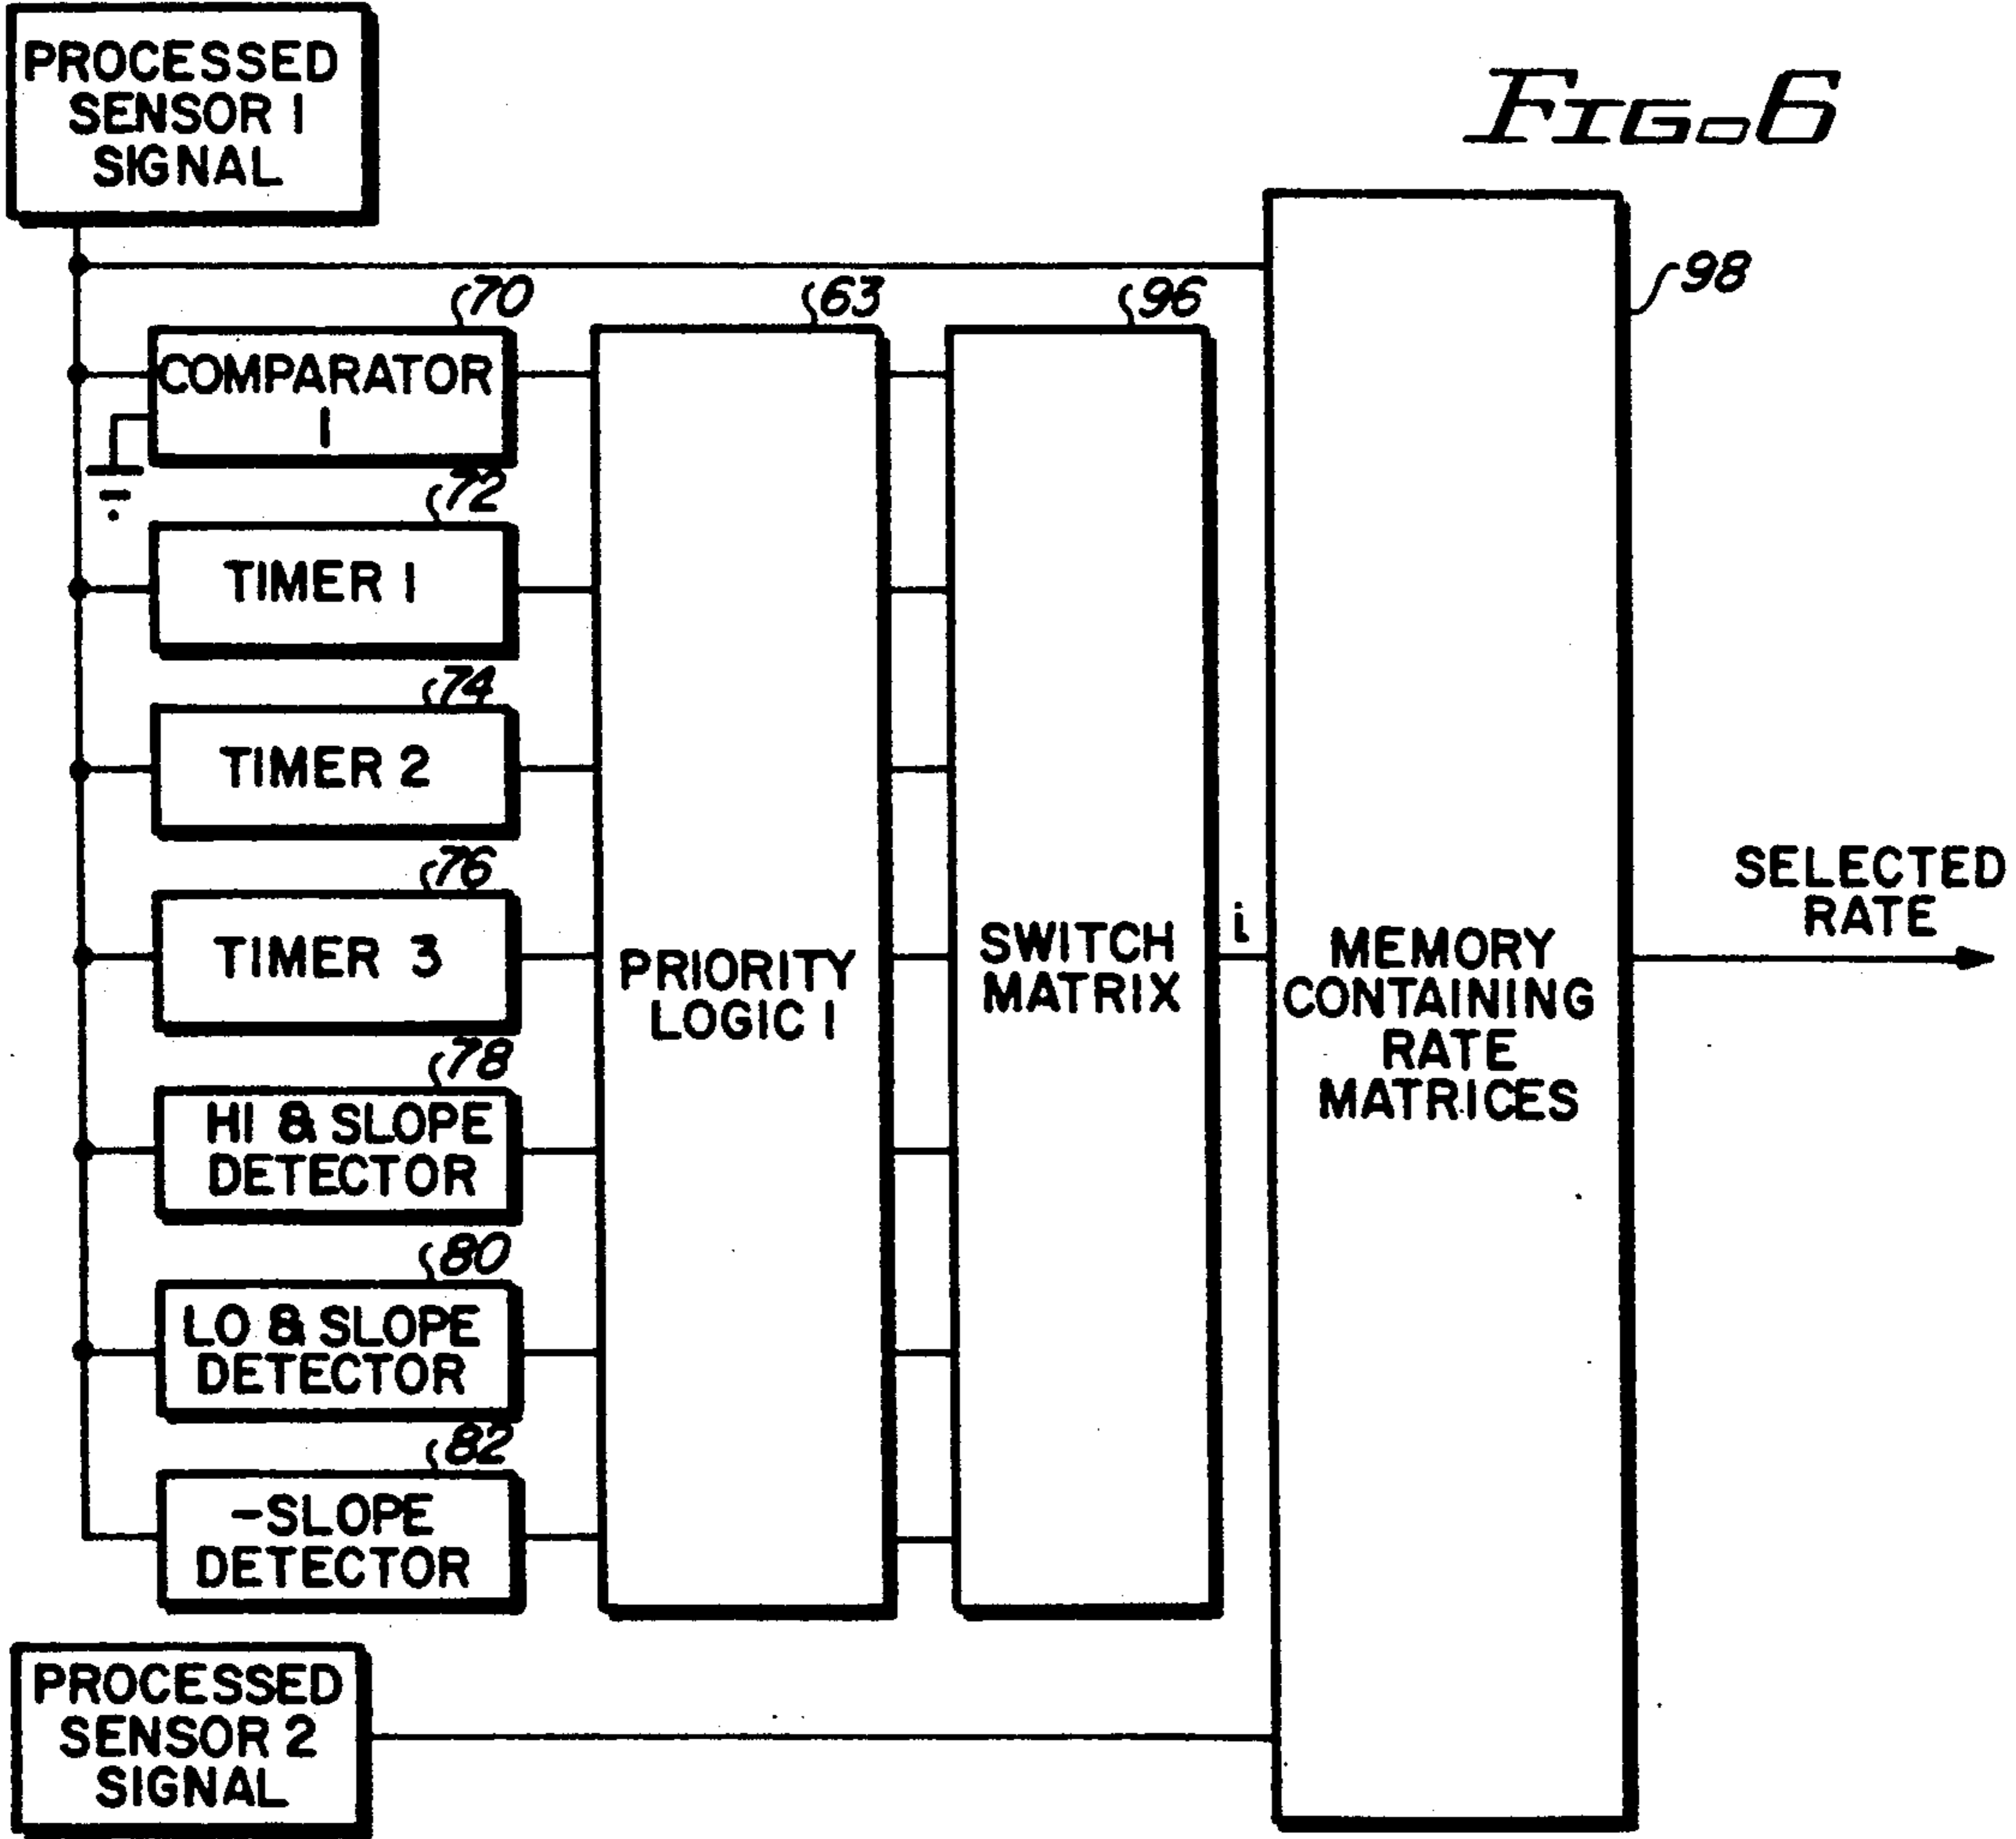 PROCESSED
SENSOR 1
SIGNAL
FIG. 6
98
70
63
96
COMPARATOR
1
72
TIMER 1
74
TIMER 2
76
TIMER 3
SELECTED
RATE
i
PRIORITY
LOGIC 1
SWITCH
MATRIX
MEMORY
CONTAINING
RATE
MATRICES
78
HI & SLOPE
DETECTOR
80
LO & SLOPE
DETECTOR
82
-SLOPE
DETECTOR
PROCESSED
SENSOR 2
SIGNAL